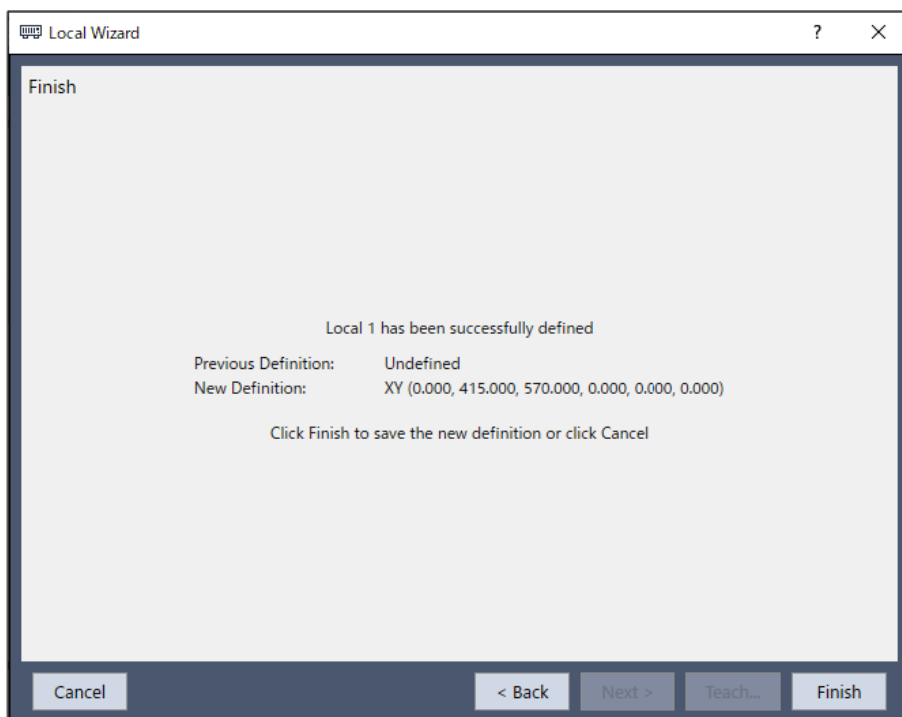 Local Wizard ?
Finish
Local 1 has been successfully defined
Previous Definition: Undefined
New Definition: XY (0.000, 415.000, 570.000, 0.000, 0.000, 0.000)
Click Finish to save the new definition or click Cancel
Cancel < Back Next > Teach... Finish